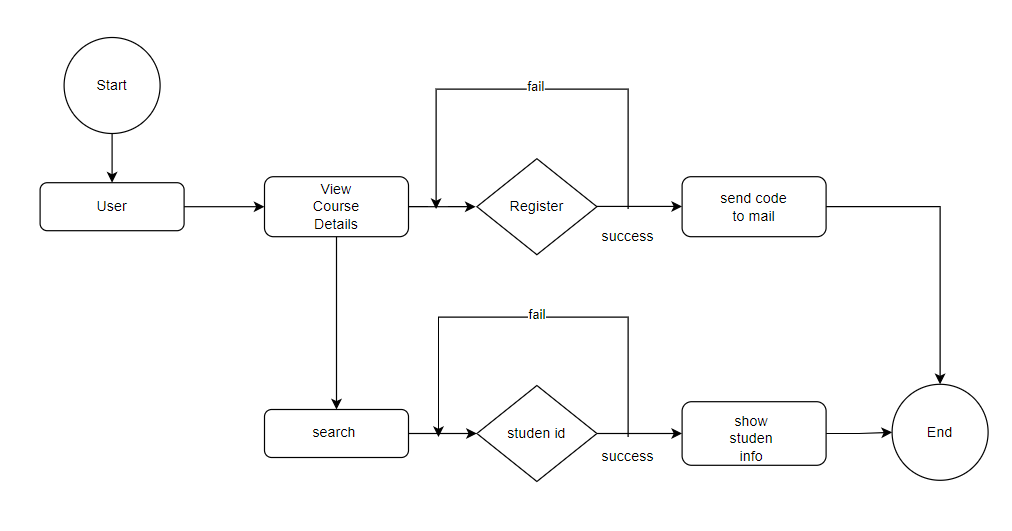 Start
User
View
Course
Details
fail
Register
success
send code
to mail
search
fail
studen id
success
show
studen
info
End